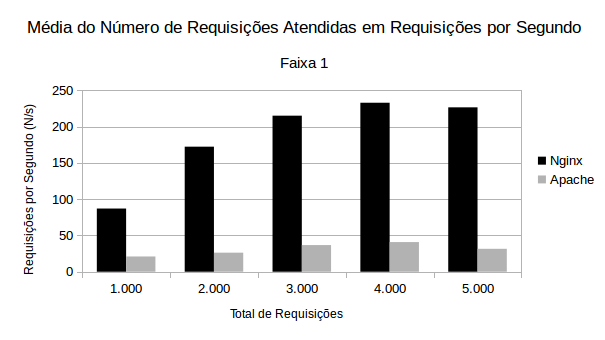 Média do Número de Requisições Atendidas em Requisições por Segundo
Faixa 1
Requisições por Segundo (N/s)
250
200
150
100
50
0
1.000 2.000 3.000 4.000 5.000
Total de Requisições
Nginx
Apache